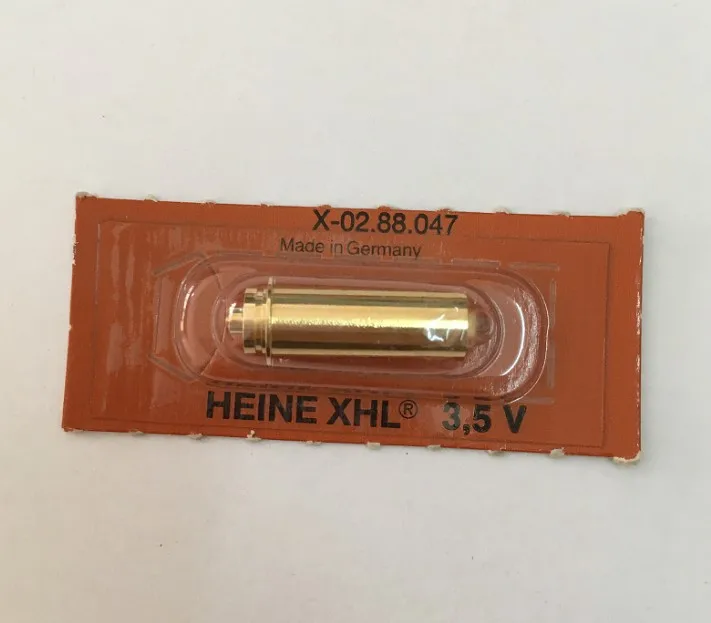 X-02.88.047
Made in Germany
HEINE XHL® 3,5 V